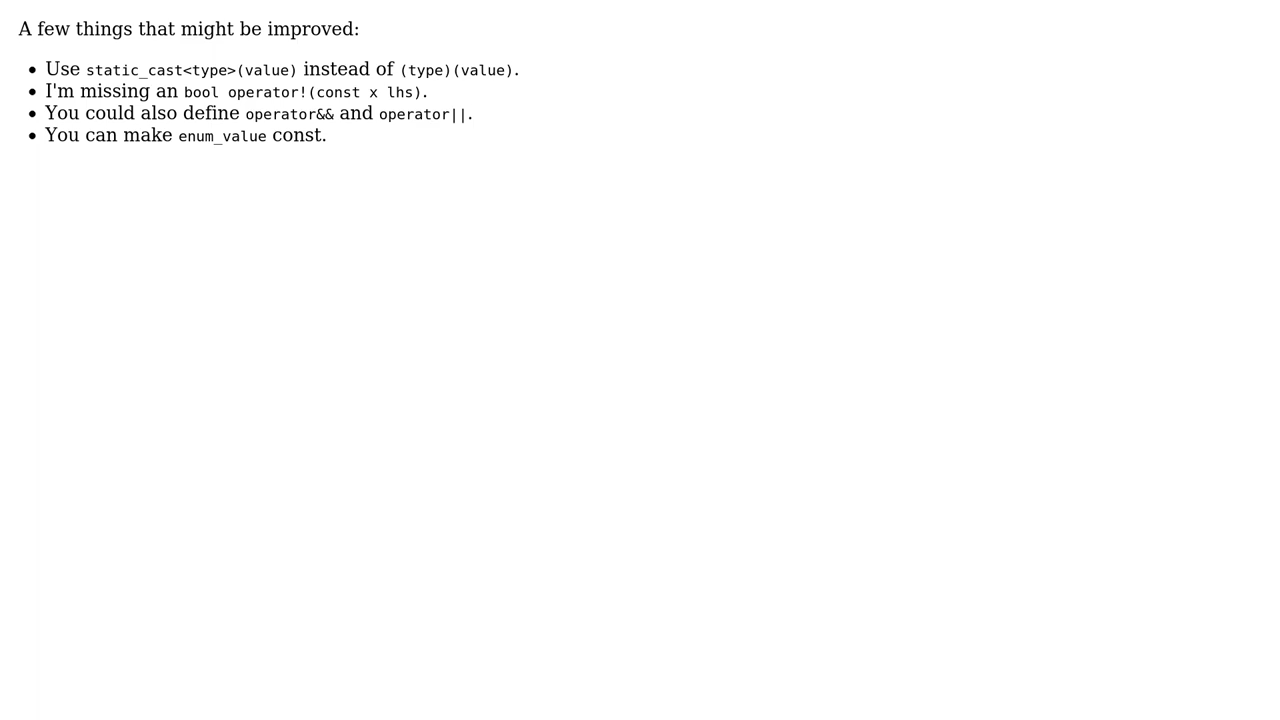 A few things that might be improved:
• Use static_cast<type>(value) instead of (type)(value).
• I'm missing an bool operator!(const x lhs).
• You could also define operator&& and operator||.
• You can make enum_value const.